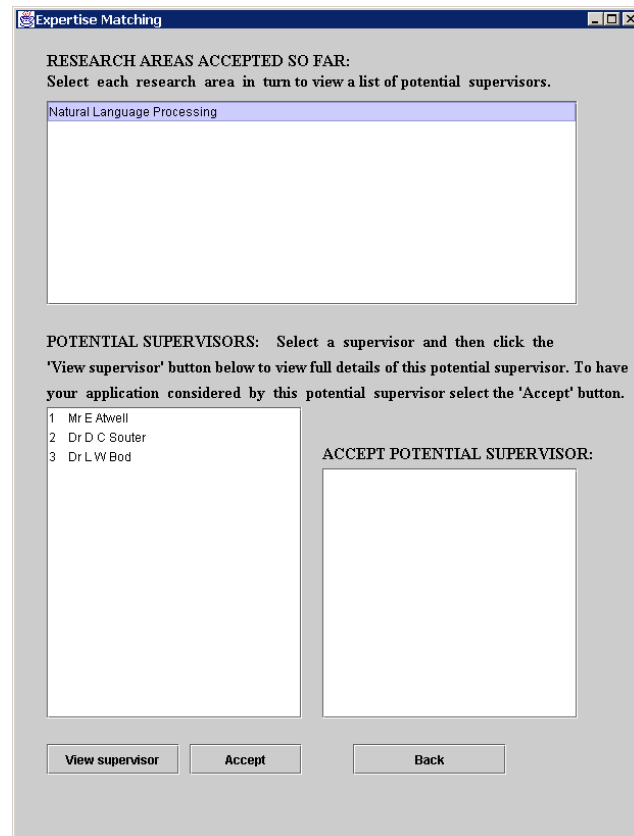 Expertise Matching
RESEARCH AREAS ACCEPTED SO FAR:
Select each research area in turn to view a list of potential supervisors.
Natural Language Processing
POTENTIAL SUPERVISORS: Select a supervisor and then click the
'View supervisor' button below to view full details of this potential supervisor. To have
your application considered by this potential supervisor select the 'Accept' button.
1 Mr E Atwell
2 Dr D C Souter
3 Dr L W Bod
ACCEPT POTENTIAL SUPERVISOR:
View supervisor
Accept
Back